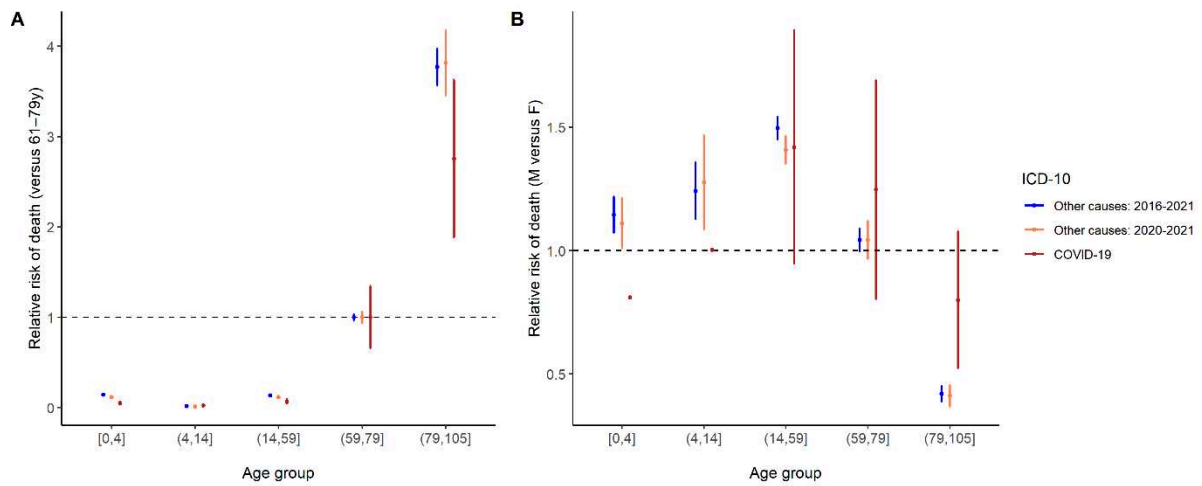 A
Relative risk of death (versus 61–79y)
4
3
2
1
0
[0,4]
(4,14]
(14,59]
(59,79]
(79,105]
Age group
B
Relative risk of death (M versus F)
1.5
1.0
0.5
[0,4]
(4,14]
(14,59]
(59,79]
(79,105]
Age group
ICD-10
Other causes: 2016-2021
Other causes: 2020-2021
COVID-19